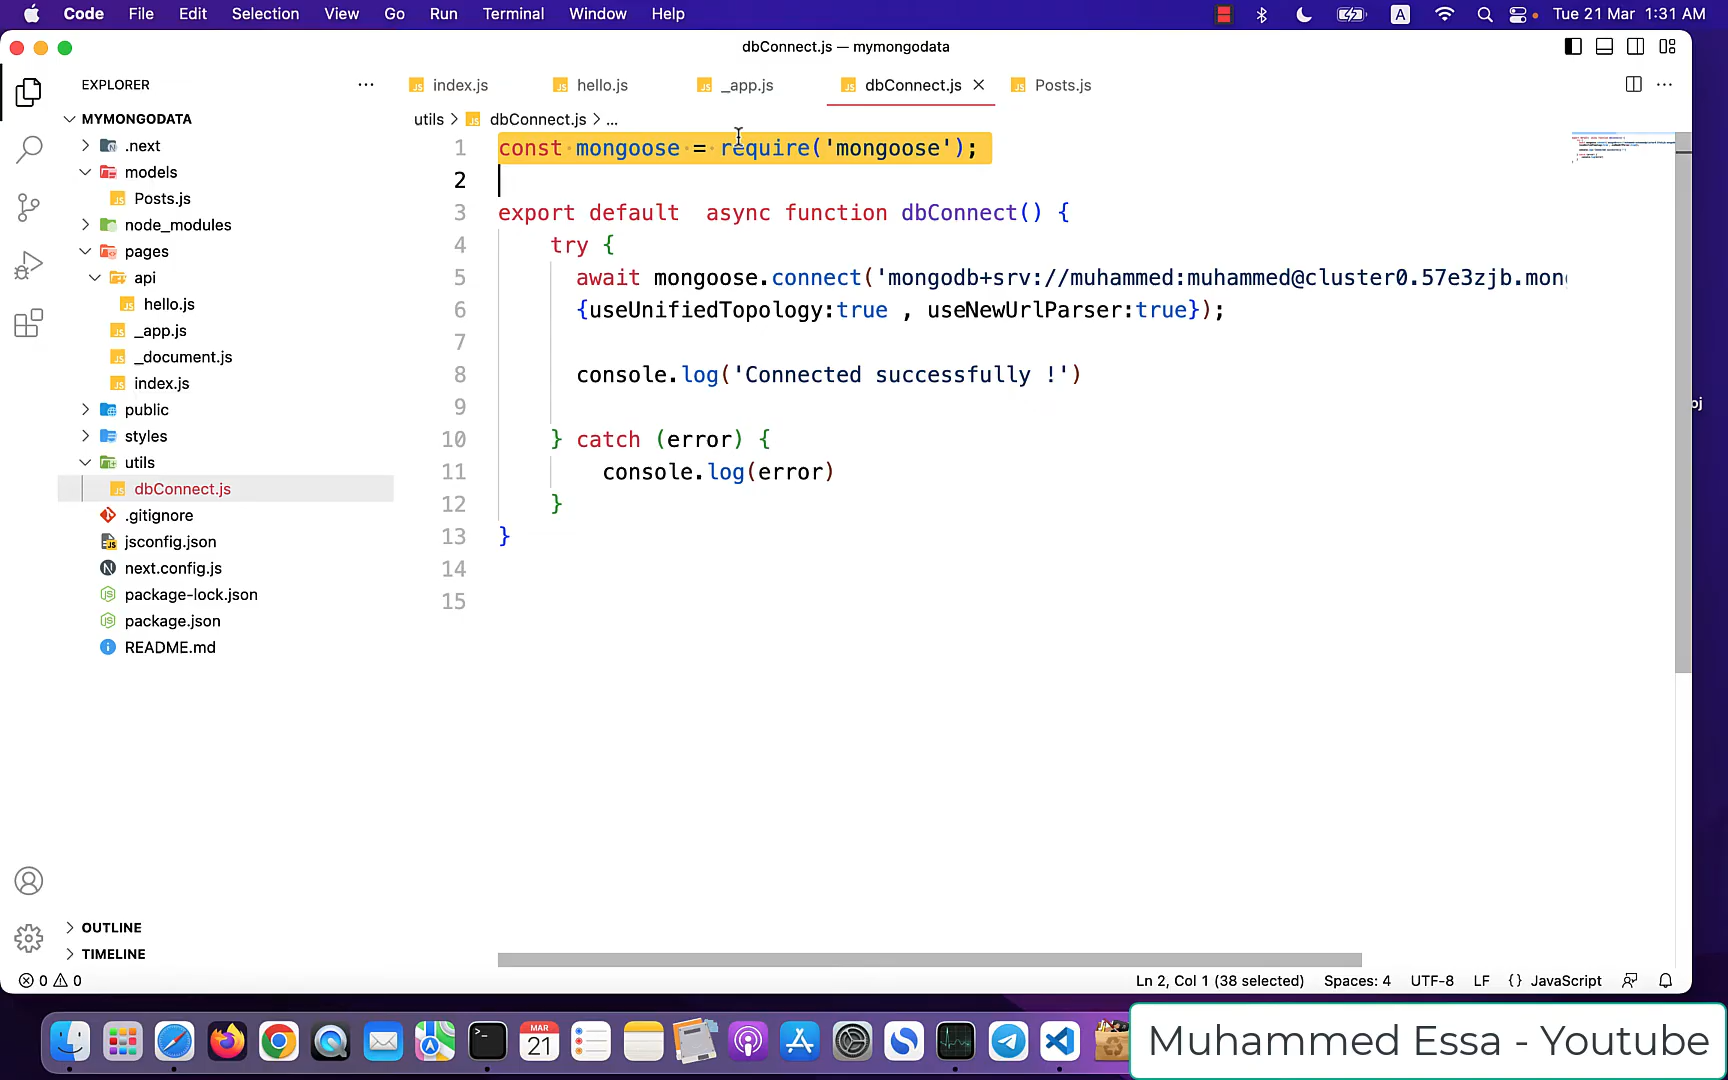 Code File Edit Selection View Go Run Terminal Window Help A Tue 21 Mar 1:31 AM
dbConnect.js — mymongodata
EXPLORER ...
index.js hello.js _app.js dbConnect.js Posts.js ...
MYMONGODATA
utils > dbConnect.js > ...
.next
models
Posts.js
node_modules
pages
api
hello.js
_app.js
_document.js
index.js
public
styles
utils
dbConnect.js
.gitignore
jsconfig.json
next.config.js
package-lock.json
package.json
README.md
OUTLINE
TIMELINE
1 const mongoose = require('mongoose');
2
3 export default  async function dbConnect() {
4 try {
5 await mongoose.connect('mongodb+srv://muhammed:muhammed@cluster0.57e3zjb.mon
6 {useUnifiedTopology:true , useNewUrlParser:true});
7
8 console.log('Connected successfully !')
9
10 } catch (error) {
11 console.log(error)
12 }
13 }
14
15
oj
0 0 Ln 2, Col 1 (38 selected) Spaces: 4 UTF-8 LF {} JavaScript
MAR
21
Muhammed Essa - Youtube